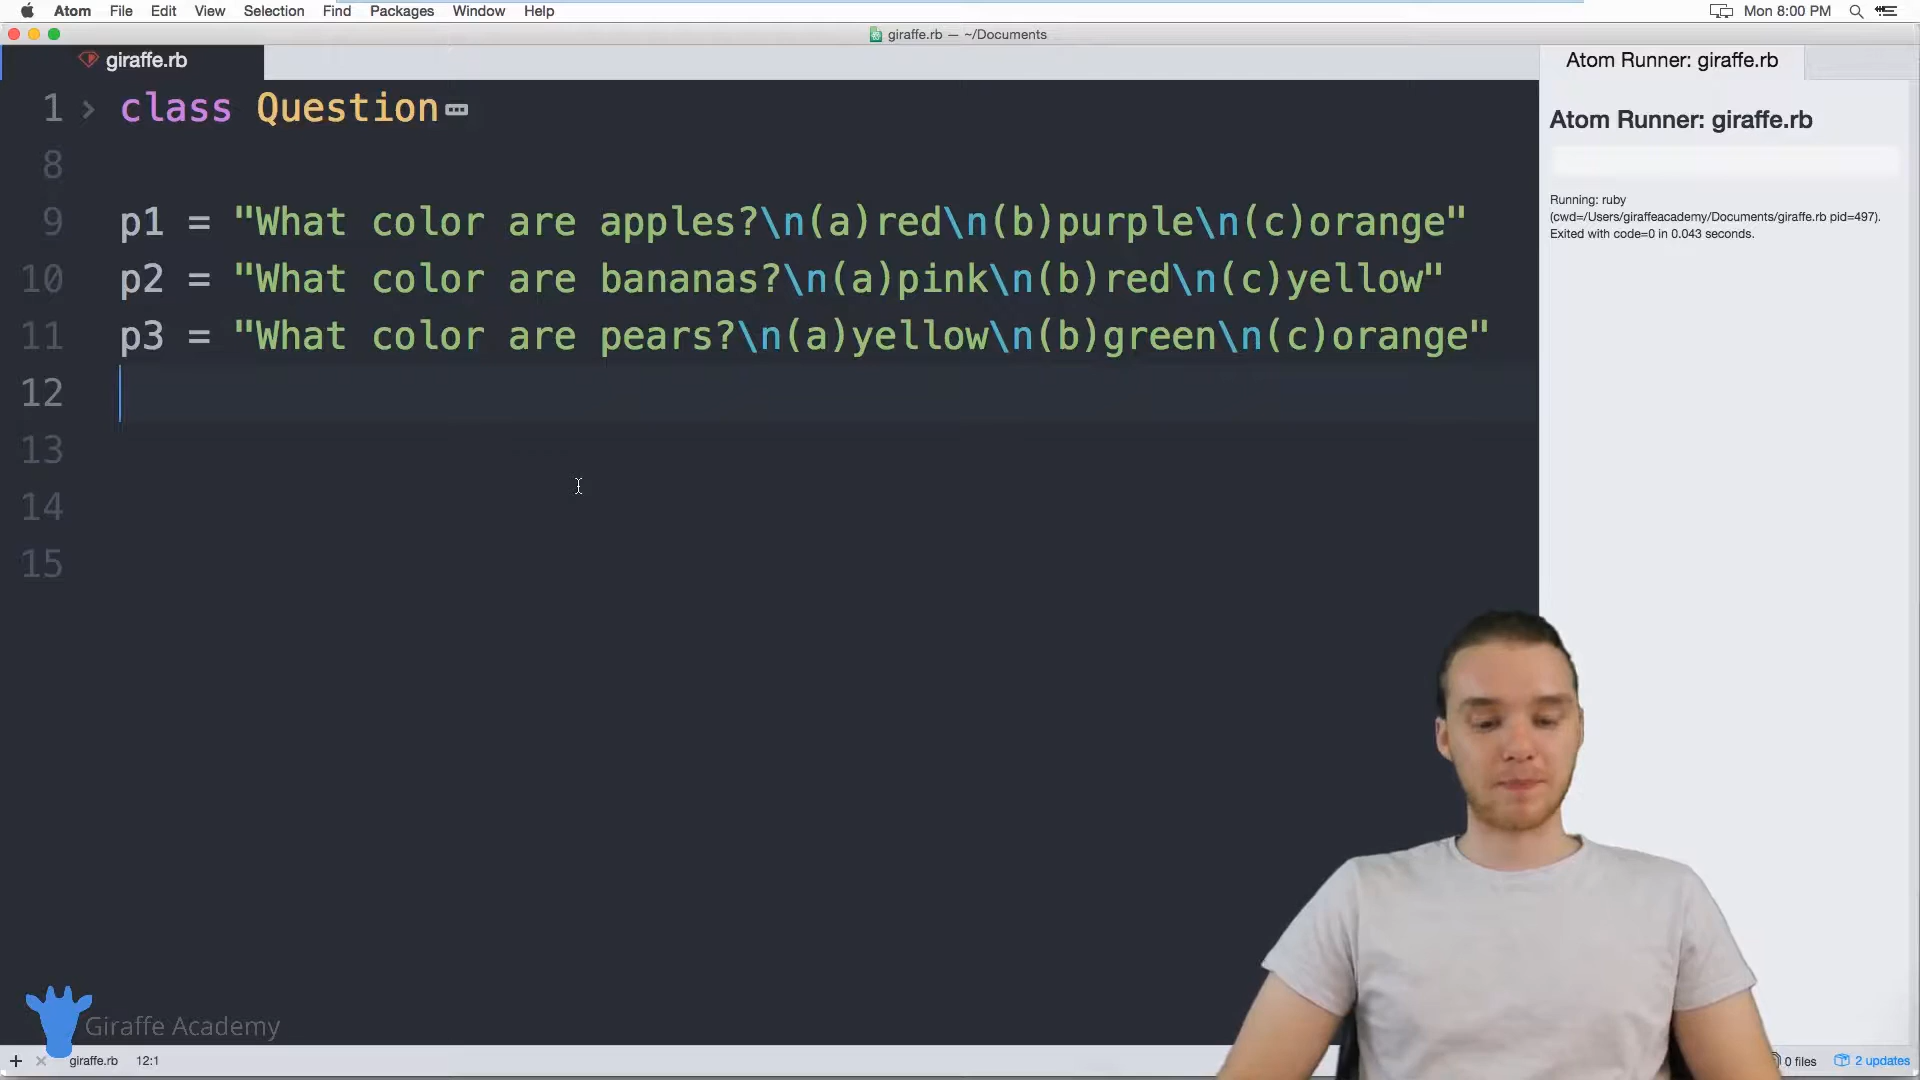 Atom File Edit View Selection Find Packages Window Help Mon 8:00 PM
giraffe.rb — ~/Documents
giraffe.rb
Atom Runner: giraffe.rb
1 class Question
8
9 p1 = "What color are apples?\n(a)red\n(b)purple\n(c)orange"
10 p2 = "What color are bananas?\n(a)pink\n(b)red\n(c)yellow"
11 p3 = "What color are pears?\n(a)yellow\n(b)green\n(c)orange"
12
13
14
15
Atom Runner: giraffe.rb
Running: ruby
(cwd=/Users/giraffeacademy/Documents/giraffe.rb pid=497).
Exited with code=0 in 0.043 seconds.
Giraffe Academy
giraffe.rb 12:1
0 files 2 updates